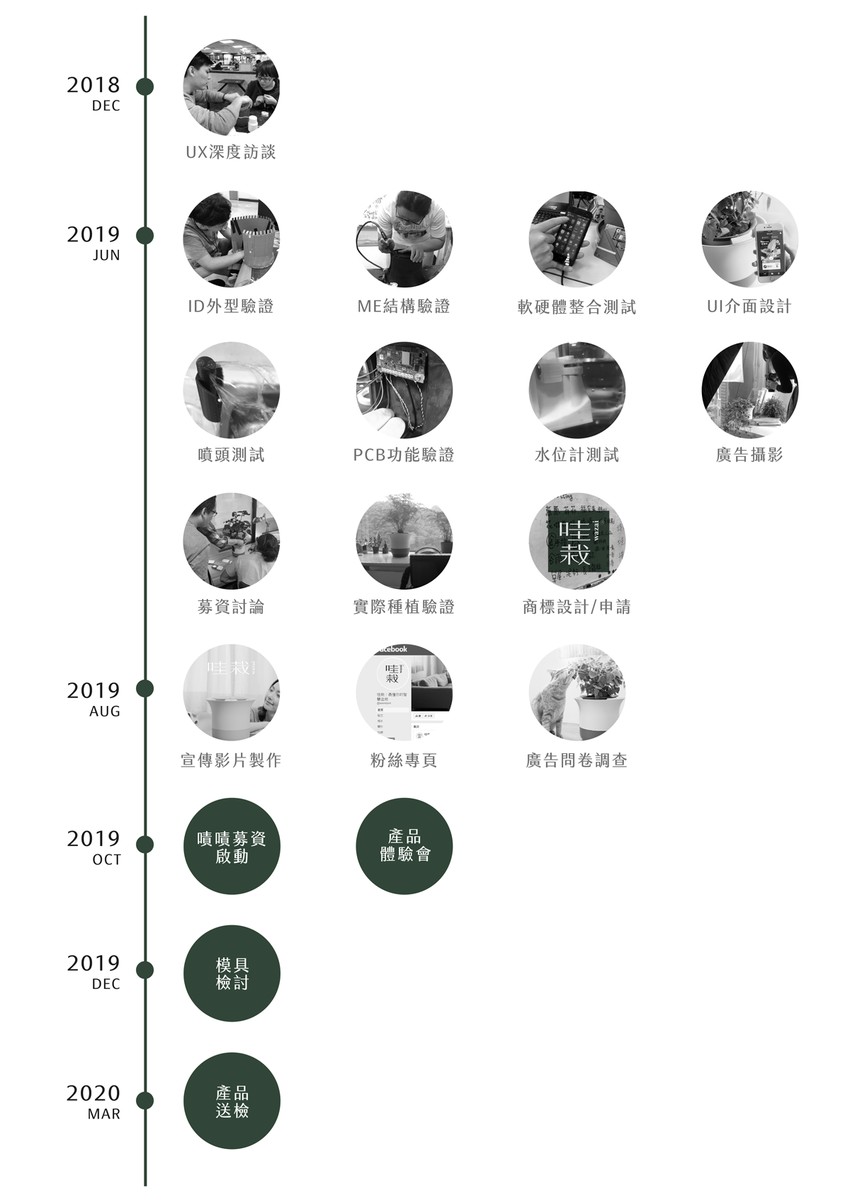 2018
DEC
UX深度訪談
2019
JUN
ID外型驗證
ME結構驗證
軟硬體整合測試
UI介面設計
噴頭測試
PCB功能驗證
水位計測試
廣告攝影
哇栽
募資討論
實際種植驗證
商標設計/申請
2019
AUG
哇栽
acebook
哇栽
宣傳影片製作
粉絲專頁
廣告問卷調查
2019
OCT
嘖嘖募資
啟動
產品
體驗會
2019
DEC
模具
檢討
2020
MAR
產品
送檢